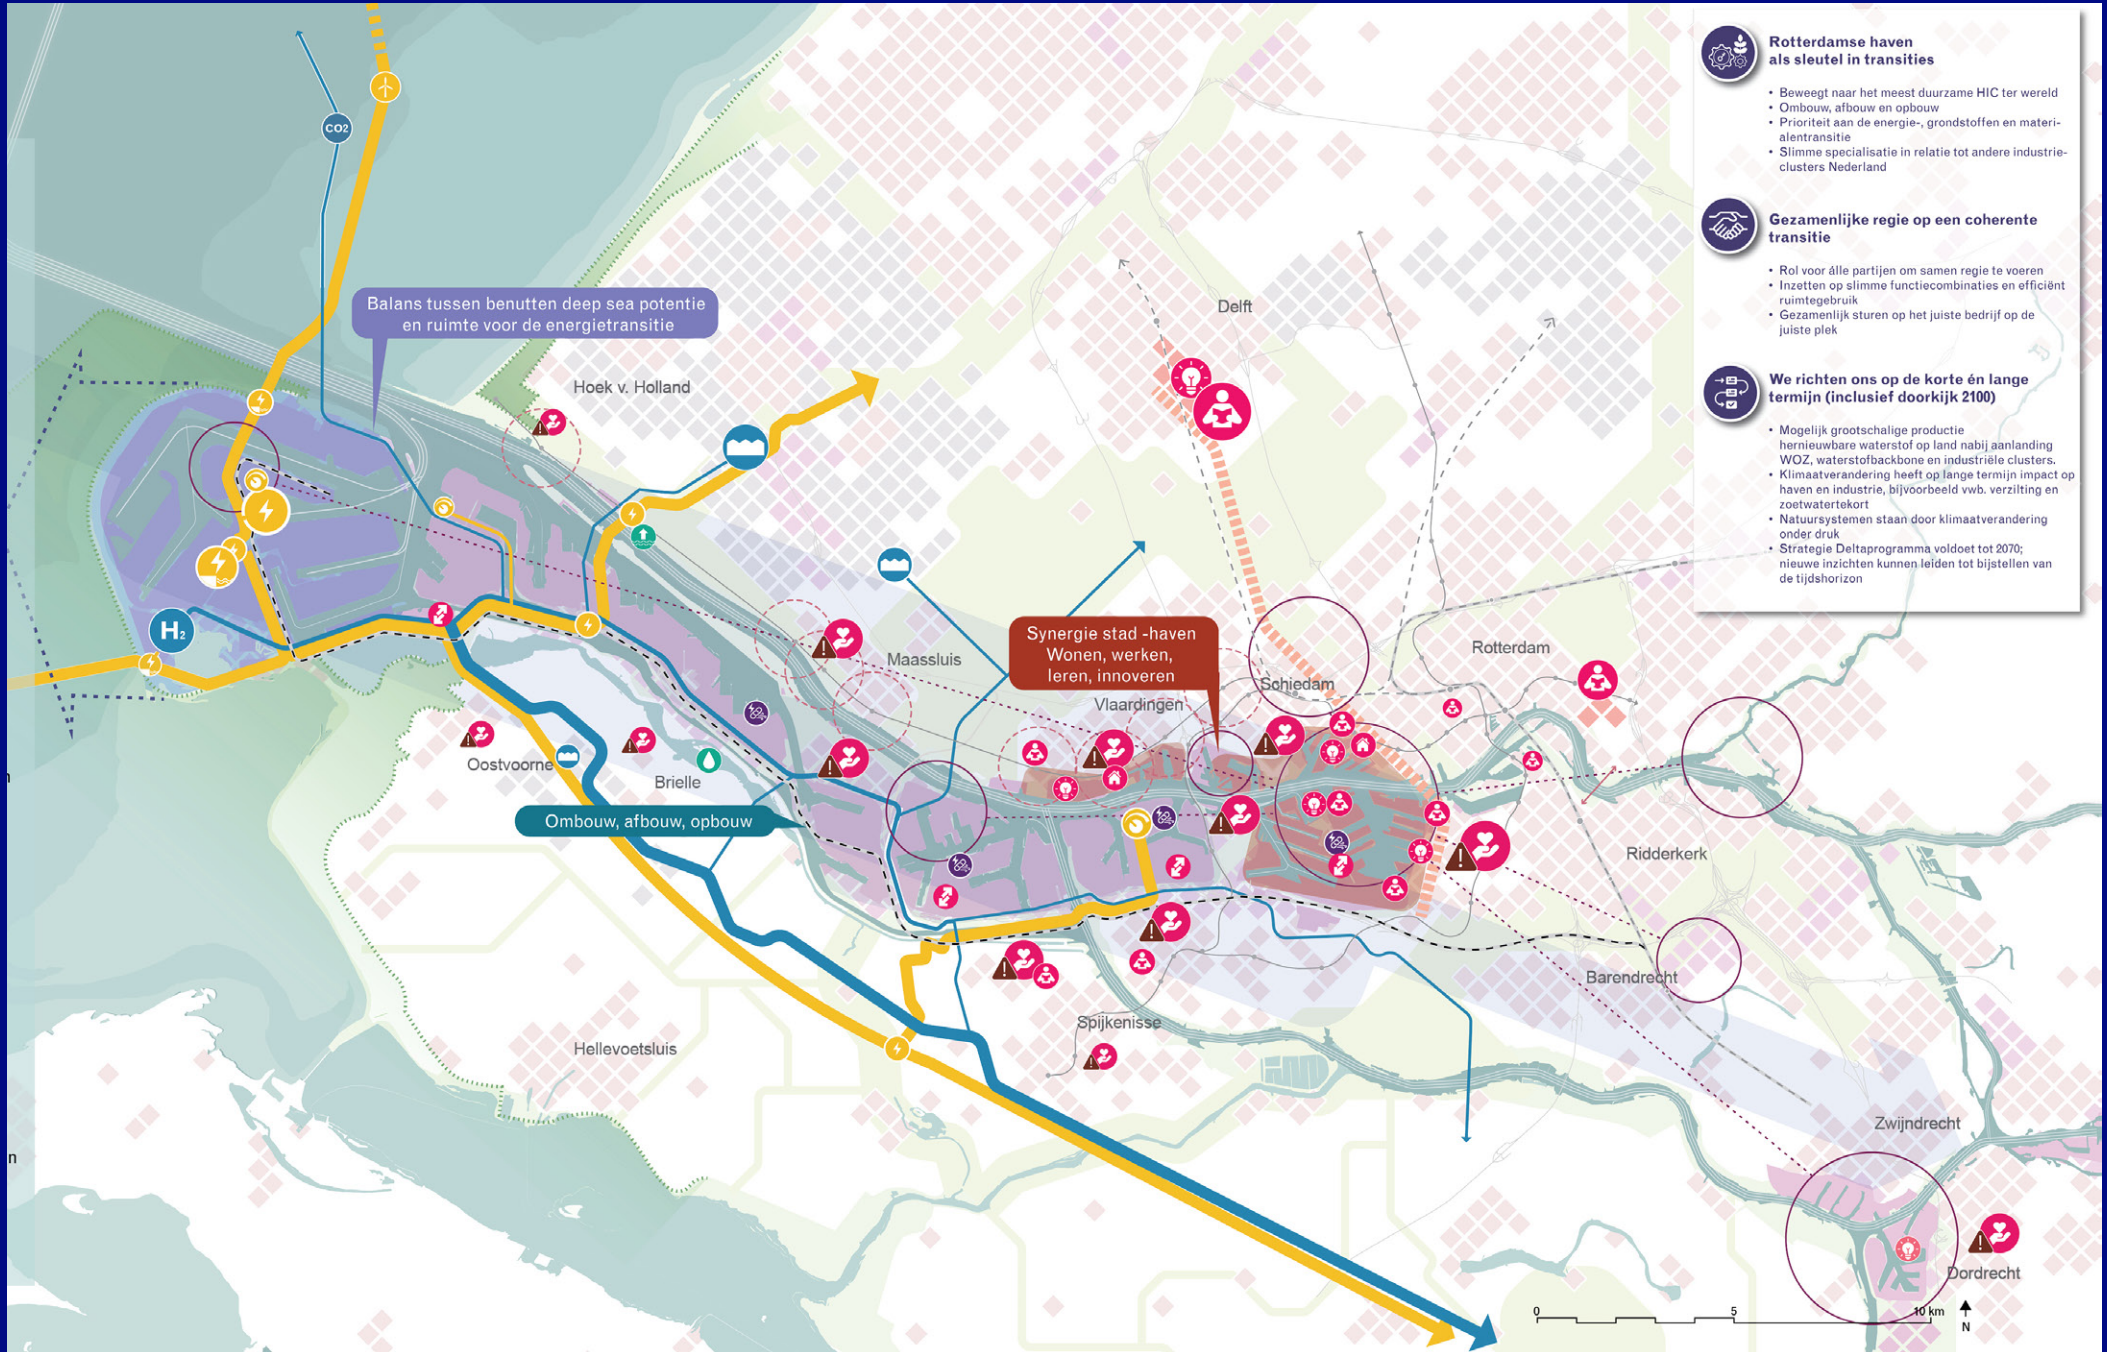 Rotterdamse haven
als sleutel in transities
• Beweegt naar het meest duurzame HIC ter wereld
• Ombouw, afbouw en opbouw
• Prioriteit aan de energie-, grondstoffen en materi-
alentransitie
• Slimme specialisatie in relatie tot andere industrie-
clusters Nederland
Gezamenlijke regie op een coherente
transitie
• Rol voor álle partijen om samen regie te voeren
• Inzetten op slimme functiecombinaties en efficiënt
ruimtegebruik
• Gezamenlijk sturen op het juiste bedrijf op de
juiste plek
We richten ons op de korte én lange
termijn (inclusief doorkijk 2100)
• Mogelijk grootschalige productie
hernieuwbare waterstof op land nabij aanlanding
WOZ, waterstofbackbone en industriële clusters.
• Klimaatverandering heeft op lange termijn impact op
haven en industrie, bijvoorbeeld vwb. verzilting en
zoetwatertekort
• Natuursystemen staan door klimaatverandering
onder druk
• Strategie Deltaprogramma voldoet tot 2070;
nieuwe inzichten kunnen leiden tot bijstellen van
de tijdshorizon
CO2
Balans tussen benutten deep sea potentie
en ruimte voor de energietransitie
Delft
Hoek v. Holland
H2
Synergie stad -haven
Wonen, werken,
leren, innoveren
Maassluis
Rotterdam
Schiedam
Vlaardingen
Oostvoorne
Brielle
Ombouw, afbouw, opbouw
Ridderkerk
Barendrecht
Spijkenisse
Hellevoetsluis
Zwijndrecht
n
Dordrecht
0 5 10 km
N